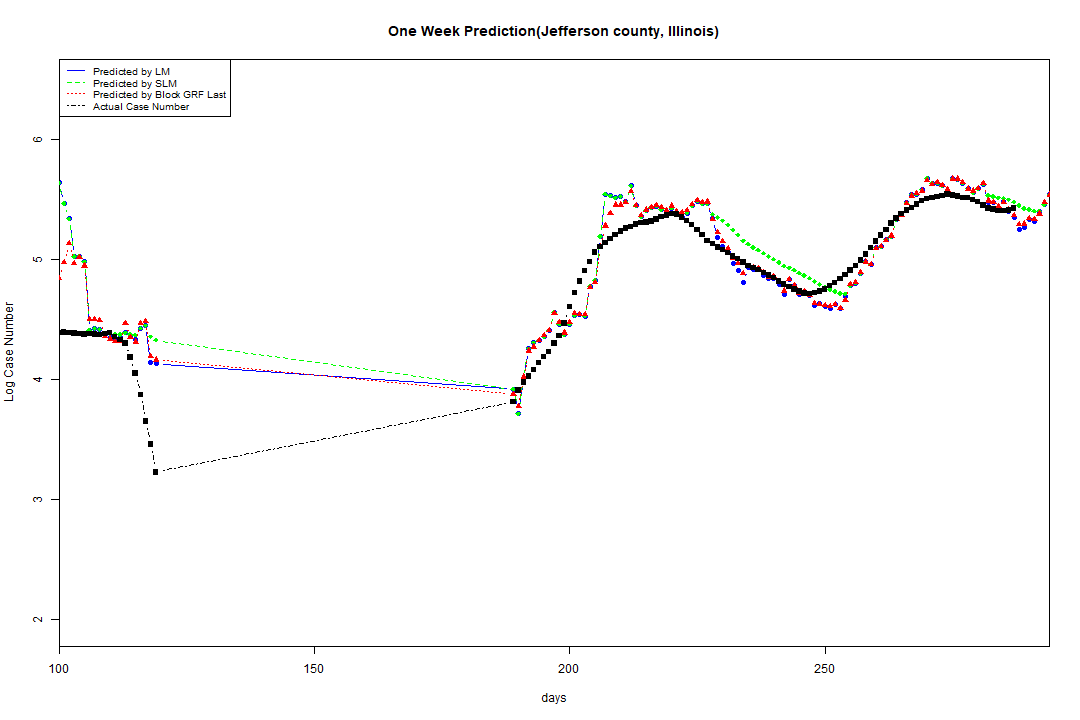 One Week Prediction(Jefferson county, Illinois)
Predicted by LM
Predicted by SLM
Predicted by Block GRF Last
Actual Case Number
6
5
4
3
2
Log Case Number
100 150 200 250
days